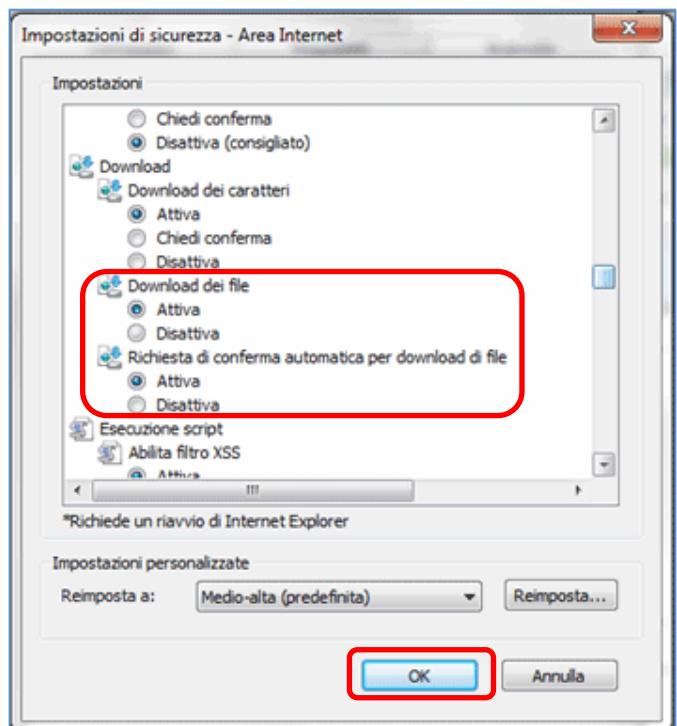 Impostazioni di sicurezza - Area Internet
Impostazioni
Chiedi conferma
Disattiva (consigliato)
Download
Download dei caratteri
Attiva
Chiedi conferma
Disattiva
Download dei file
Attiva
Disattiva
Richiesta di conferma automatica per download di file
Attiva
Disattiva
Esecuzione script
Abilita filtro XSS
Attiva
*Richiede un riavvio di Internet Explorer
Impostazioni personalizzate
Reimposta a:
Medio-alta (predefinita)
Reimposta...
OK
Annulla